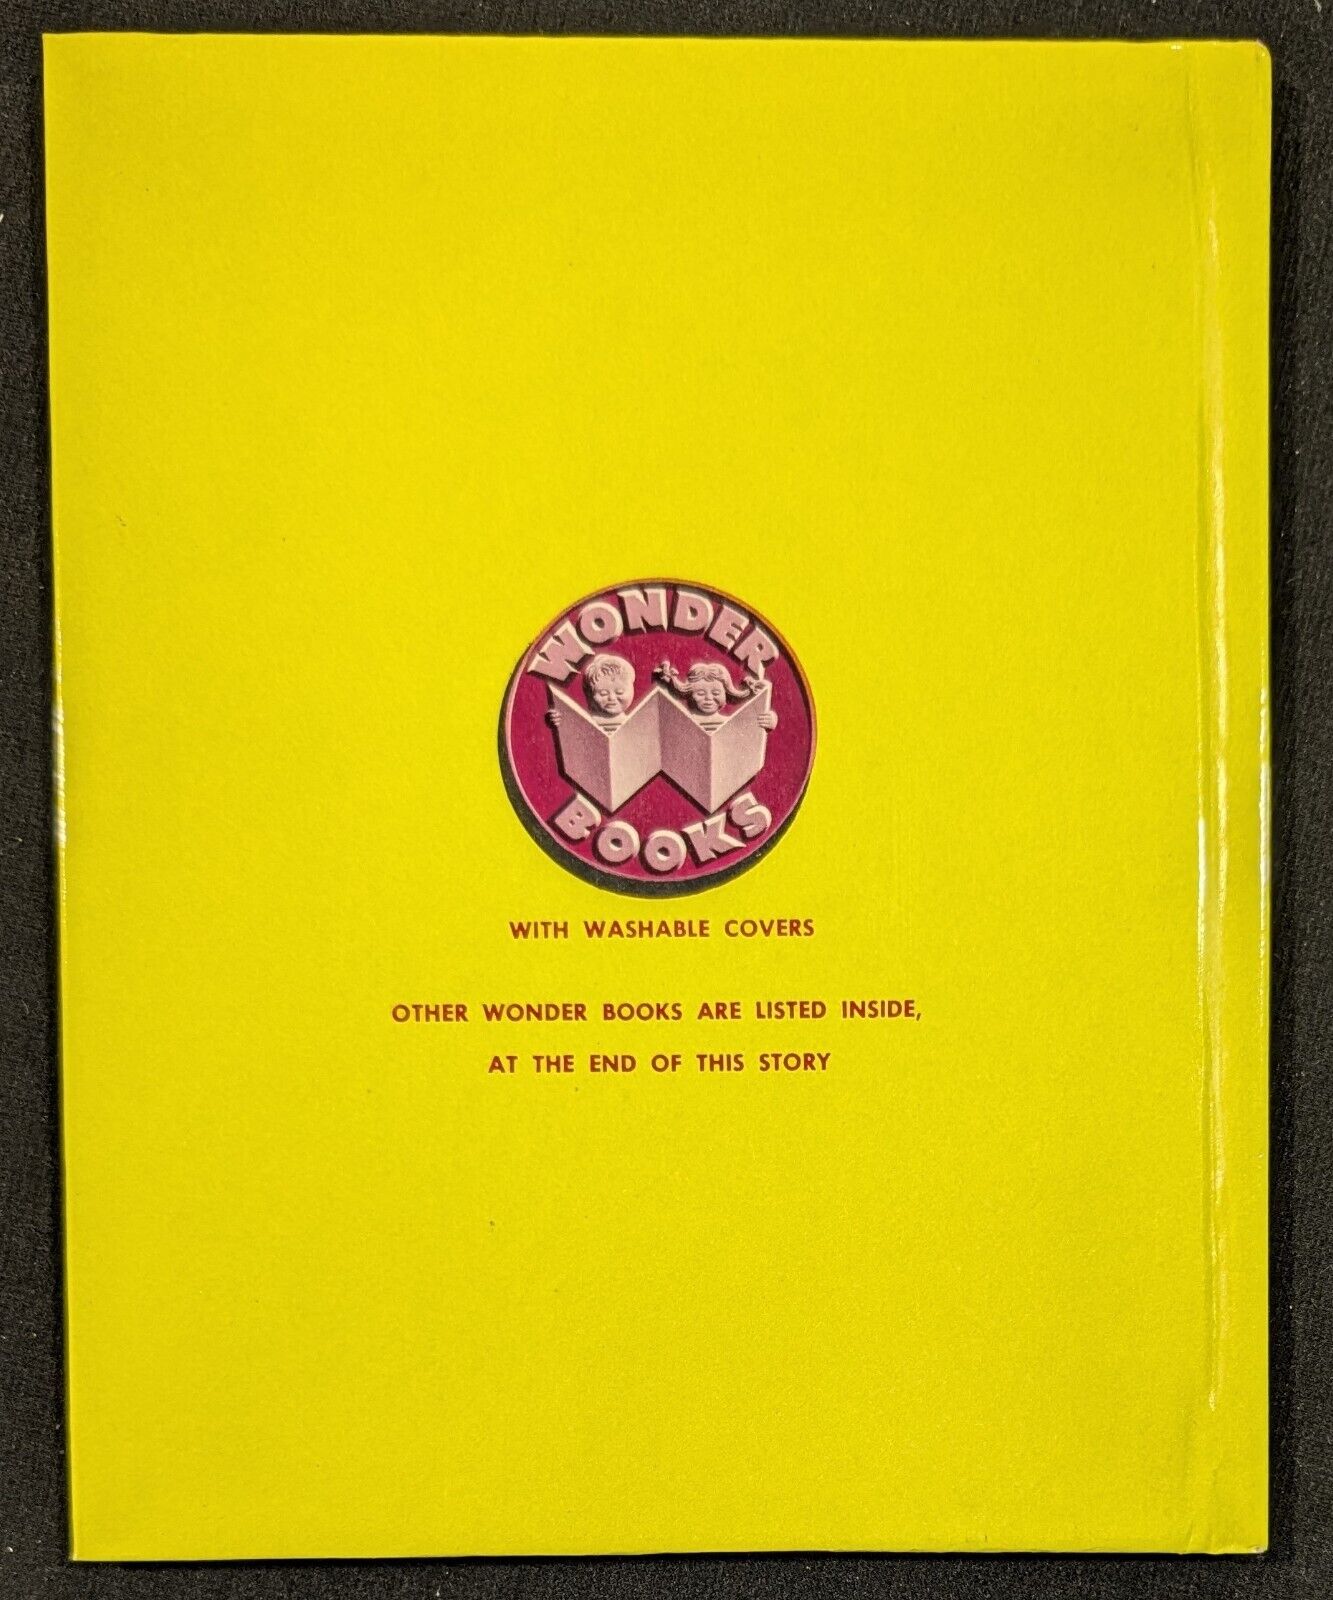 WONDER
BOOKS
WITH WASHABLE COVERS
OTHER WONDER BOOKS ARE LISTED INSIDE,
AT THE END OF THIS STORY